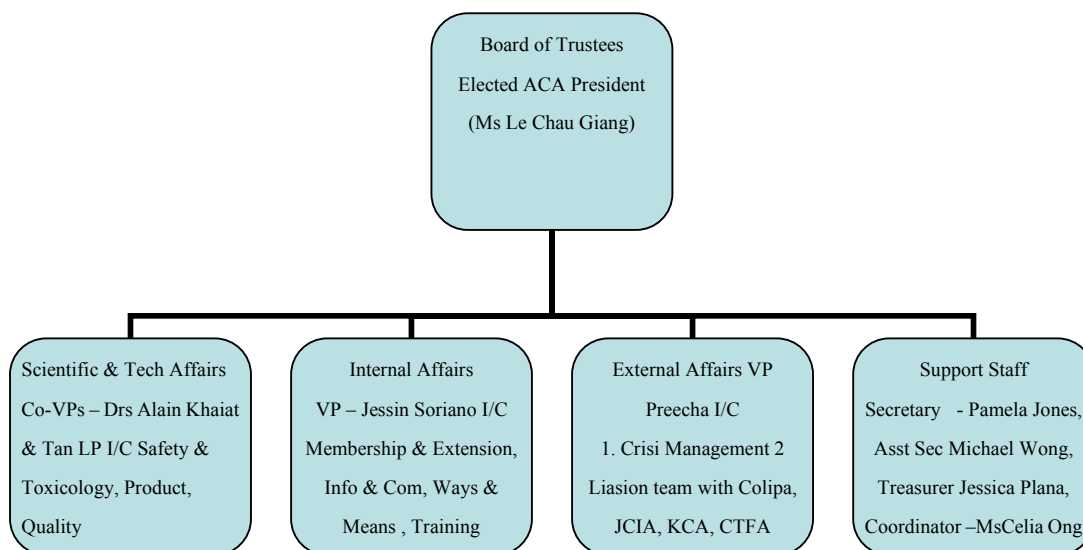 Board of Trustees
Elected ACA President
(Ms Le Chau Giang)
Scientific & Tech Affairs
Co-VPs – Drs Alain Khaiat
& Tan LP I/C Safety &
Toxicology, Product,
Quality
Internal Affairs
VP – Jessin Soriano I/C
Membership & Extension,
Info & Com, Ways &
Means , Training
External Affairs VP
Preecha I/C
1. Crisi Management 2
Liasion team with Colipa,
JCIA, KCA, CTFA
Support Staff
Secretary - Pamela Jones,
Asst Sec Michael Wong,
Treasurer Jessica Plana,
Coordinator –MsCelia Ong